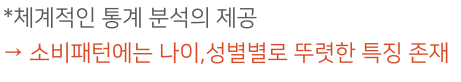 *체계적인 통계 분석의 제공
→ 소비패턴에는 나이,성별별로 뚜렷한 특징 존재